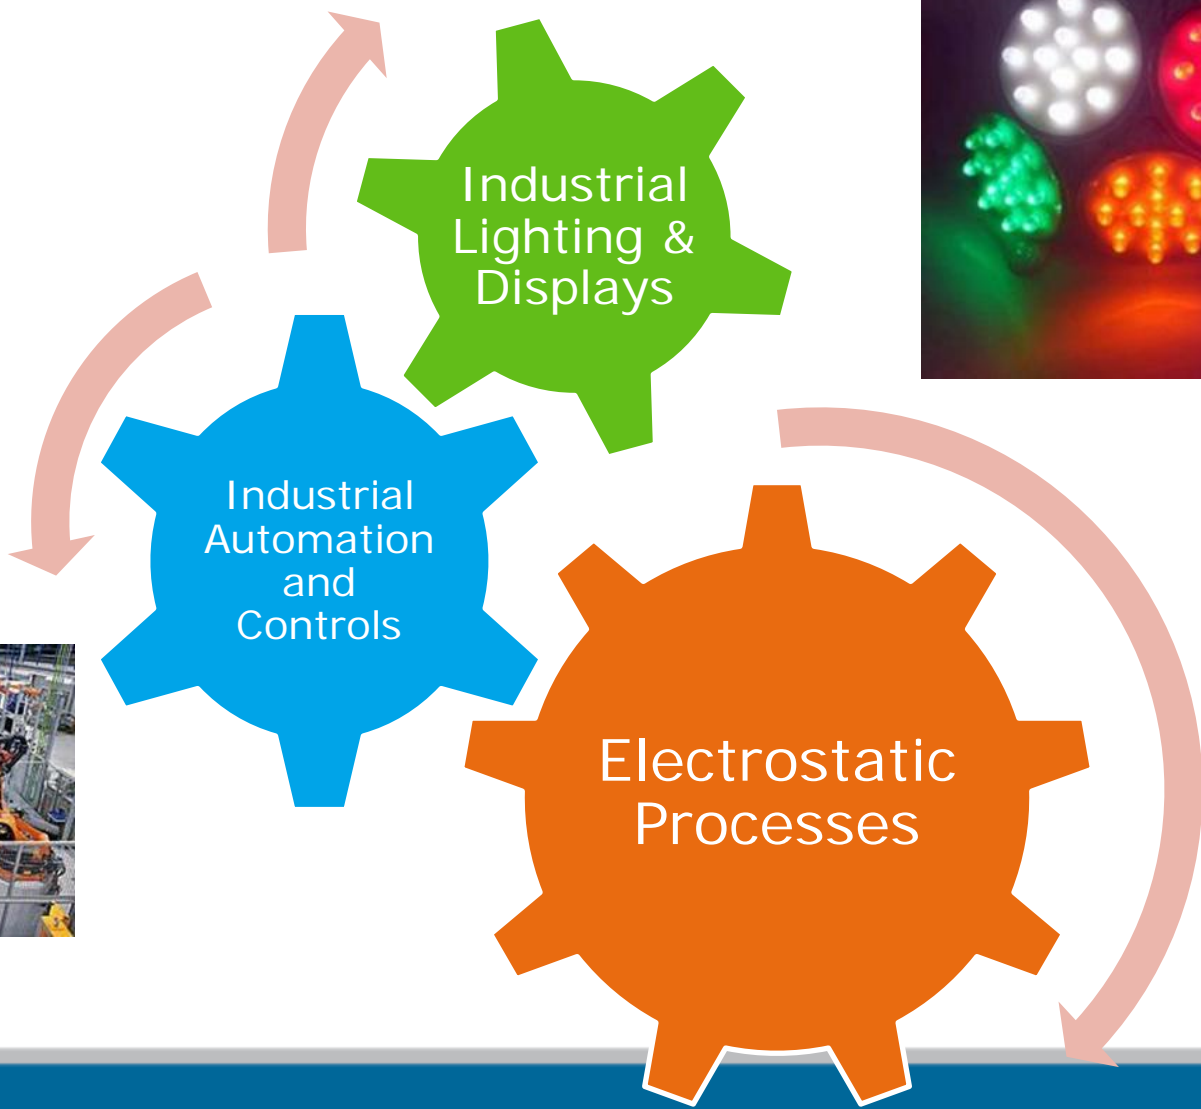 Industrial
Lighting &
Displays
Industrial
Automation
and
Controls
Electrostatic
Processes